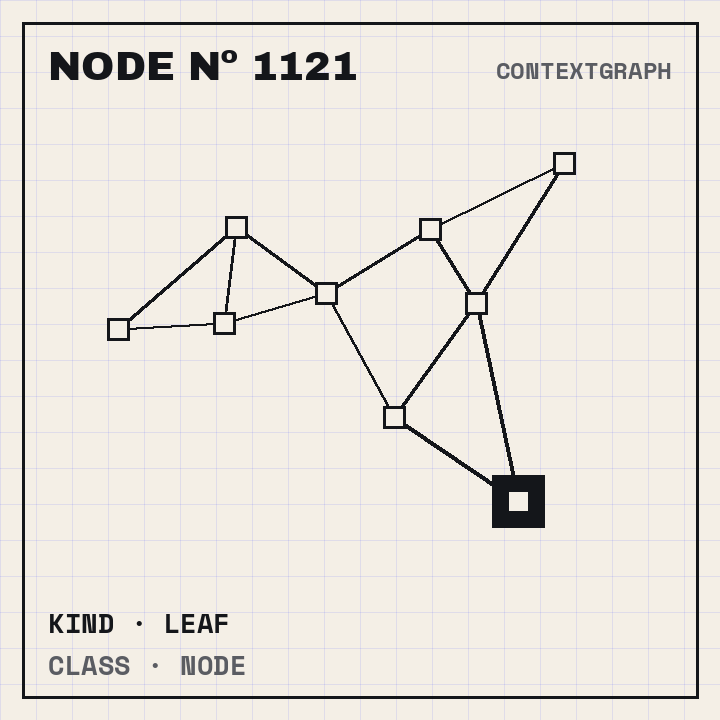 NODE Nº 1121
CONTEXTGRAPH
KIND · LEAF
CLASS · NODE